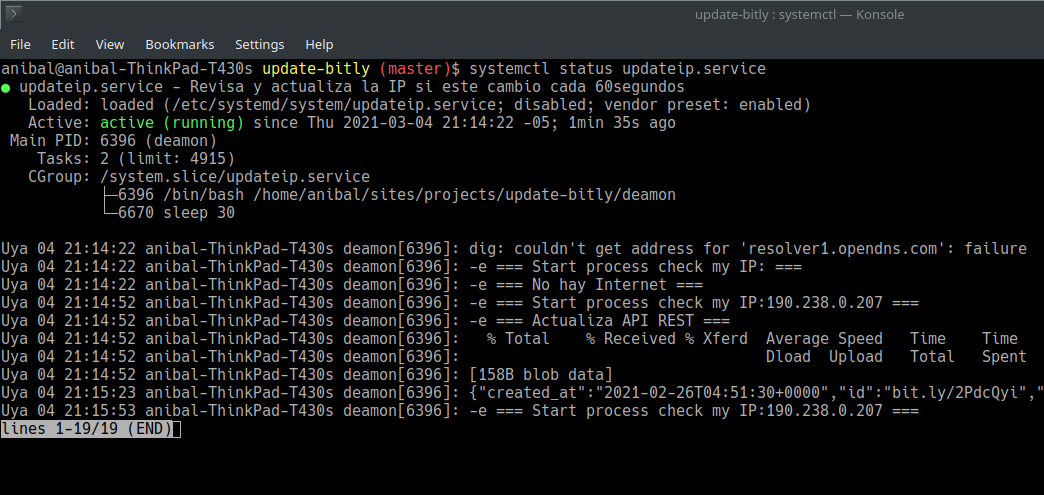 update-bitly : systemctl — Konsole
File Edit View Bookmarks Settings Help
anibal@anibal-ThinkPad-T430s update-bitly (master)$ systemctl status updateip.service
● updateip.service - Revisa y actualiza la IP si este cambio cada 60segundos
   Loaded: loaded (/etc/systemd/system/updateip.service; disabled; vendor preset: enabled)
   Active: active (running) since Thu 2021-03-04 21:14:22 -05; 1min 35s ago
 Main PID: 6396 (deamon)
    Tasks: 2 (limit: 4915)
   CGroup: /system.slice/updateip.service
           ├─6396 /bin/bash /home/anibal/sites/projects/update-bitly/deamon
           └─6670 sleep 30
Uya 04 21:14:22 anibal-ThinkPad-T430s deamon[6396]: dig: couldn't get address for 'resolver1.opendns.com': failure
Uya 04 21:14:22 anibal-ThinkPad-T430s deamon[6396]: -e === Start process check my IP: ===
Uya 04 21:14:22 anibal-ThinkPad-T430s deamon[6396]: -e === No hay Internet ===
Uya 04 21:14:52 anibal-ThinkPad-T430s deamon[6396]: -e === Start process check my IP:190.238.0.207 ===
Uya 04 21:14:52 anibal-ThinkPad-T430s deamon[6396]: -e === Actualiza API REST ===
Uya 04 21:14:52 anibal-ThinkPad-T430s deamon[6396]:   % Total    % Received % Xferd  Average Speed   Time    Time
Uya 04 21:14:52 anibal-ThinkPad-T430s deamon[6396]:                                  Dload  Upload   Total   Spent
Uya 04 21:14:52 anibal-ThinkPad-T430s deamon[6396]: [158B blob data]
Uya 04 21:15:23 anibal-ThinkPad-T430s deamon[6396]: {"created_at":"2021-02-26T04:51:30+0000","id":"bit.ly/2PdcQyi","
Uya 04 21:15:53 anibal-ThinkPad-T430s deamon[6396]: -e === Start process check my IP:190.238.0.207 ===
lines 1-19/19 (END)